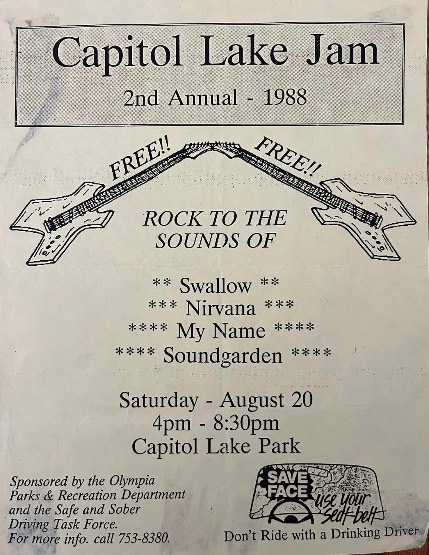 Capitol Lake Jam
2nd Annual - 1988
FREE!! FREE!!
ROCK TO THE
SOUNDS OF
** Swallow **
*** Nirvana ***
**** My Name ****
**** Soundgarden ****
Saturday - August 20
4pm - 8:30pm
Capitol Lake Park
Sponsored by the Olympia
Parks & Recreation Department
and the Safe and Sober
Driving Task Force.
For more info. call 753-8380.
SAVE
FACE
use your
Seat-belt
Don't Ride with a Drinking Driver